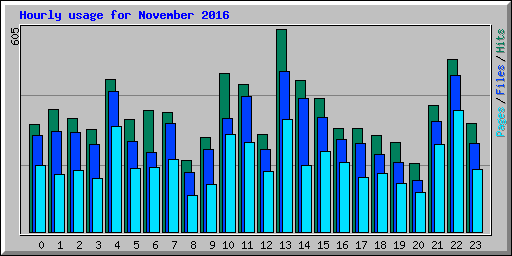 Hourly usage for November 2016
605
Pages/Files/Hits
0 1 2 3 4 5 6 7 8 9 10 11 12 13 14 15 16 17 18 19 20 21 22 23